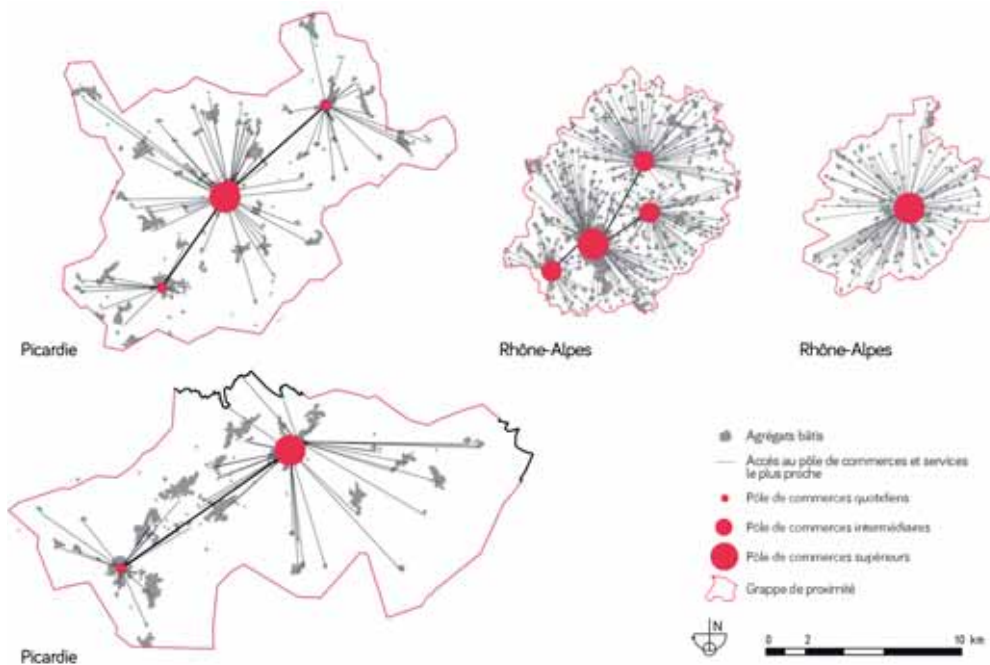 Picardie
Rhône-Alpes
Rhône-Alpes
Picardie
Agrégats bâtis
Accés au pôle de commerces et services
le plus proche
Pôle de commerces quotidiens
Pôle de commerces intermédiaires
Pôle de commerces supérieurs
Grappe de proximité
N
0 2 10 km